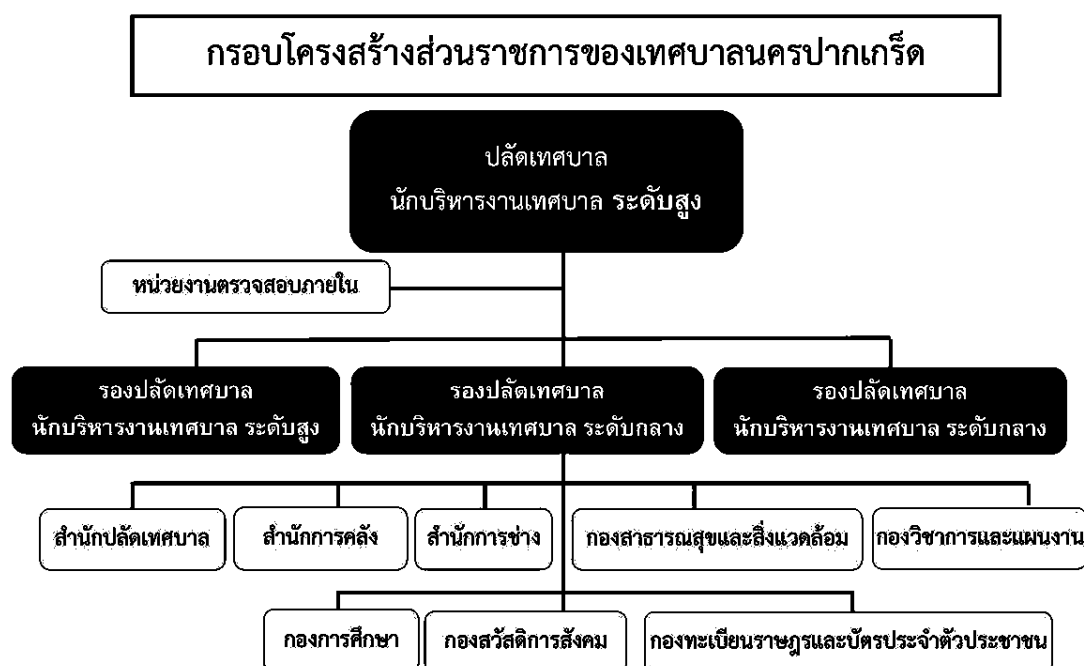 กรอบโครงสร้างส่วนราชการของเทศบาลนครปากเกร็ด
ปลัดเทศบาล
นักบริหารงานเทศบาล ระดับสูง
หน่วยงานตรวจสอบภายใน
รองปลัดเทศบาล
นักบริหารงานเทศบาล ระดับสูง
รองปลัดเทศบาล
นักบริหารงานเทศบาล ระดับกลาง
รองปลัดเทศบาล
นักบริหารงานเทศบาล ระดับกลาง
สำนักปลัดเทศบาล
สำนักการคลัง
สำนักการช่าง
กองสาธารณสุขและสิ่งแวดล้อม
กองวิชาการและแผนงาน
กองการศึกษา
กองสวัสดิการสังคม
กองทะเบียนราษฎรและบัตรประจำตัวประชาชน